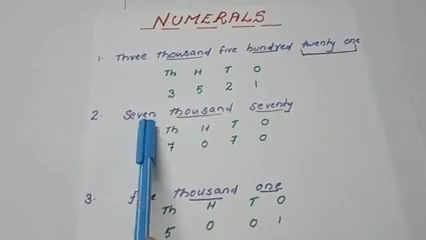 NUMERALS
1. Three thousand five hundred twenty one
Th H T O
3 5 2 1
2. Seven thousand seventy
Th H T O
7 0 7 0
3. thousand one
Th H T O
5 0 0 1